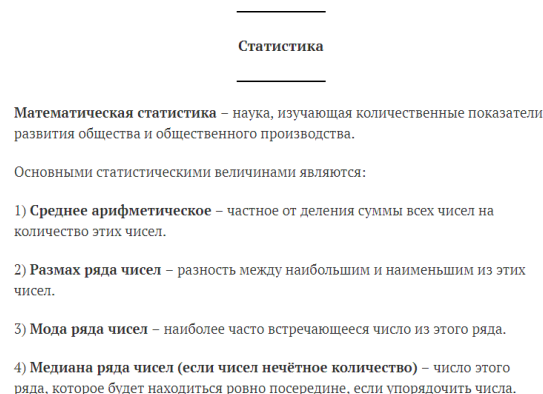 Статистика
Математическая статистика – наука, изучающая количественные показатели
развития общества и общественного производства.
Основными статистическими величинами являются:
1) Среднее арифметическое – частное от деления суммы всех чисел на
количество этих чисел.
2) Размах ряда чисел – разность между наибольшим и наименьшим из этих
чисел.
3) Мода ряда чисел – наиболее часто встречающееся число из этого ряда.
4) Медиана ряда чисел (если чисел нечётное количество) – число этого
ряда, которое будет находиться ровно посередине, если упорядочить числа.